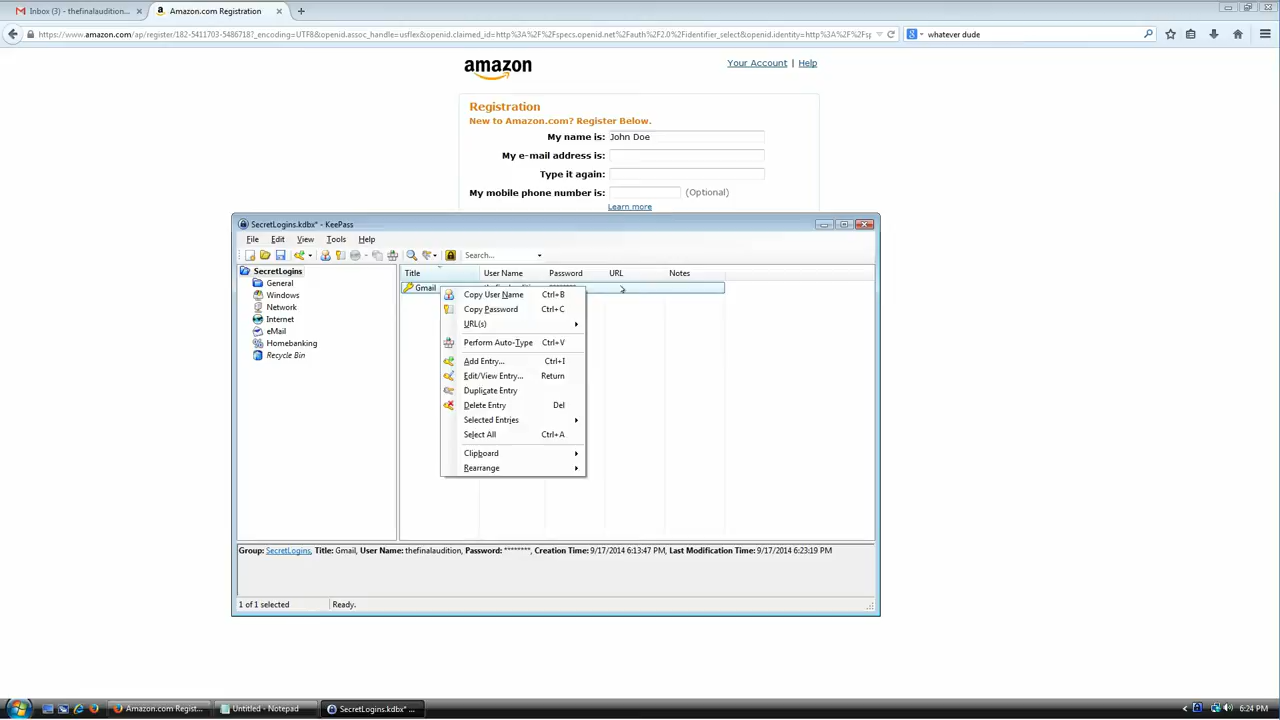 Inbox (3) - thefinalaudition...
Amazon.com Registration
https://www.amazon.com/ap/register/182-5411703-5486718?_encoding=UTF8&openid.assoc_handle=usflex&openid.claimed_id=http%3A%2F%2Fspecs.openid.net%2Fauth%2F2.0%2Fidentifier_select&openid.identity=http%3A%2F%2Fsp
whatever dude
amazon
Your Account | Help
Registration
New to Amazon.com? Register Below.
My name is: John Doe
My e-mail address is:
Type it again:
My mobile phone number is: (Optional)
Learn more
SecretLogins.kdbx* - KeePass
File Edit View Tools Help
Search...
SecretLogins
General
Windows
Network
Internet
eMail
Homebanking
Recycle Bin
Title User Name Password URL Notes
Gmail
Copy User Name Ctrl+B
Copy Password Ctrl+C
URL(s)
Perform Auto-Type Ctrl+V
Add Entry... Ctrl+I
Edit/View Entry... Return
Duplicate Entry
Delete Entry Del
Selected Entries
Select All Ctrl+A
Clipboard
Rearrange
Group: SecretLogins, Title: Gmail, User Name: thefinalaudition, Password: ********, Creation Time: 9/17/2014 6:13:47 PM, Last Modification Time: 9/17/2014 6:23:19 PM
1 of 1 selected Ready.
Amazon.com Regist...
Untitled - Notepad
SecretLogins.kdbx* ...
6:24 PM